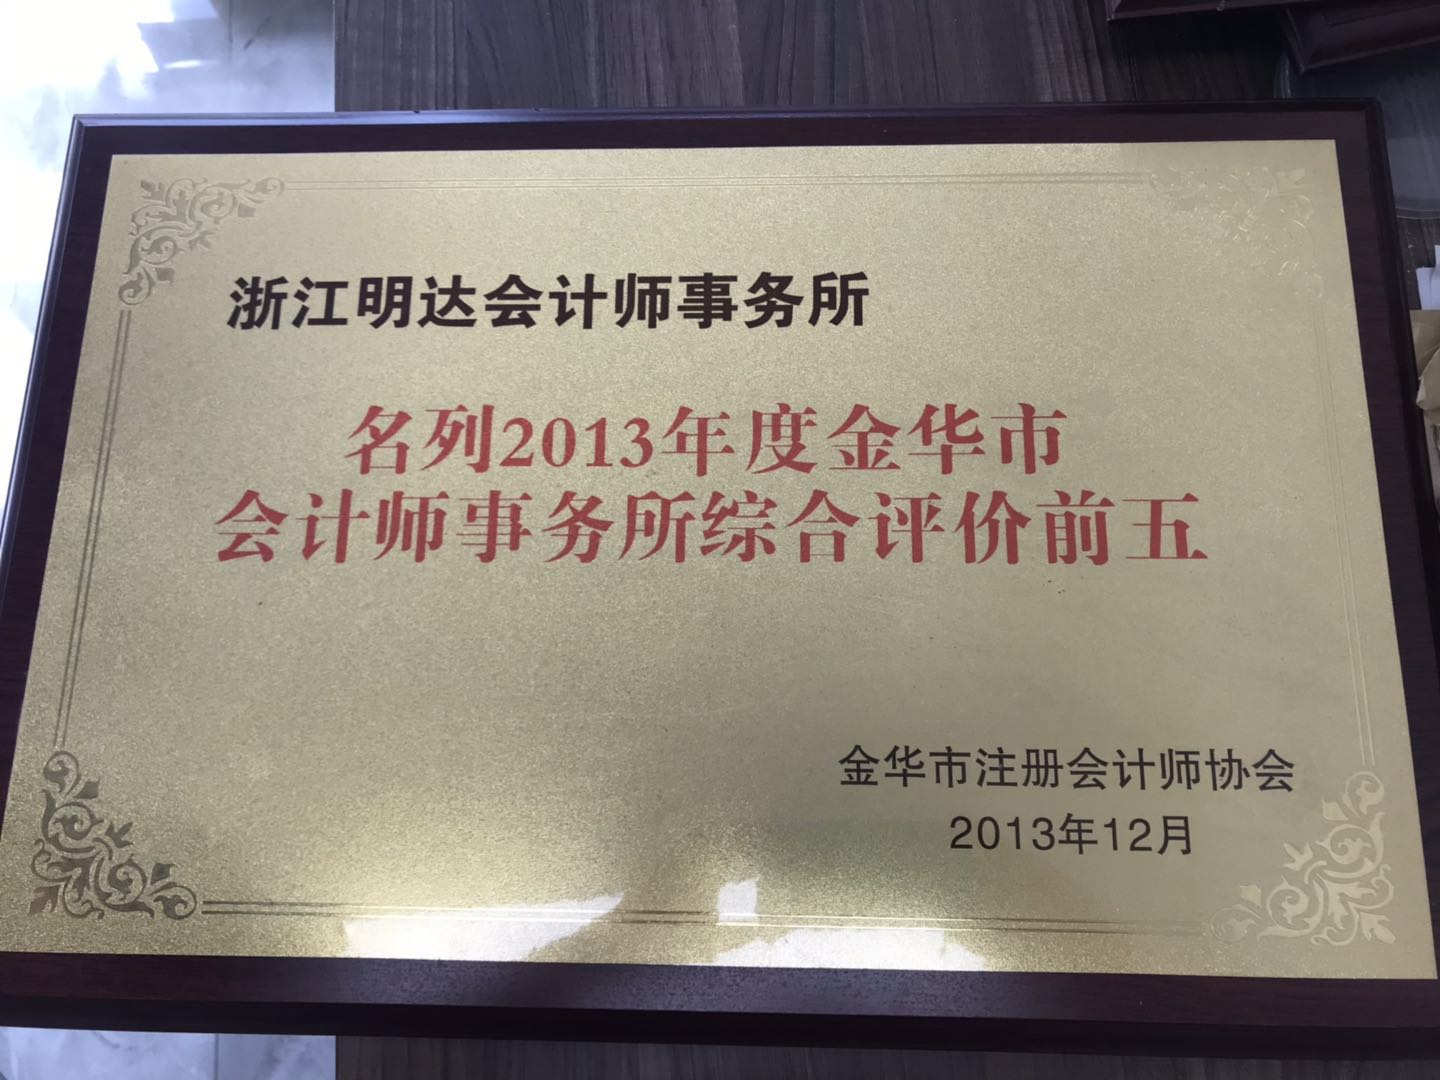 浙江明达会计师事务所
名列2013年度金华市
会计师事务所综合评价前五
金华市注册会计师协会
2013年12月